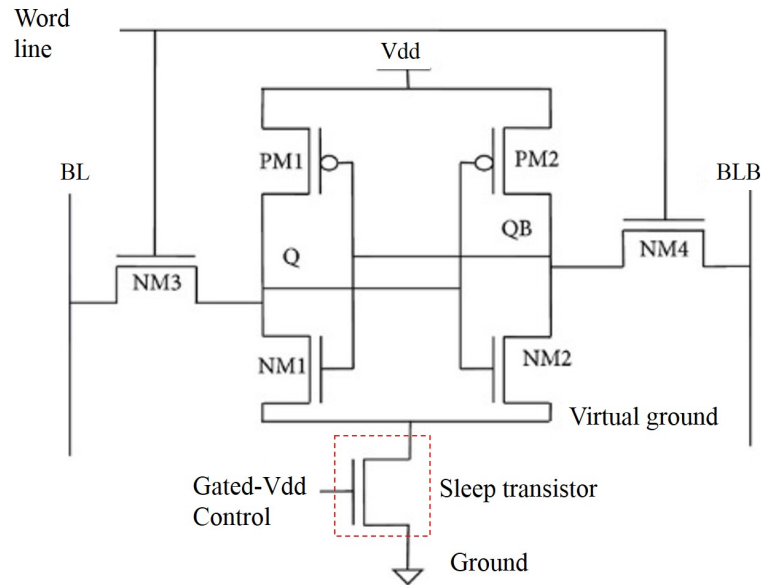 Word
line
Vdd
PM1
PM2
BL
BLB
Q
QB
NM3
NM4
NM1
NM2
Virtual ground
Gated-Vdd
Control
Sleep transistor
Ground